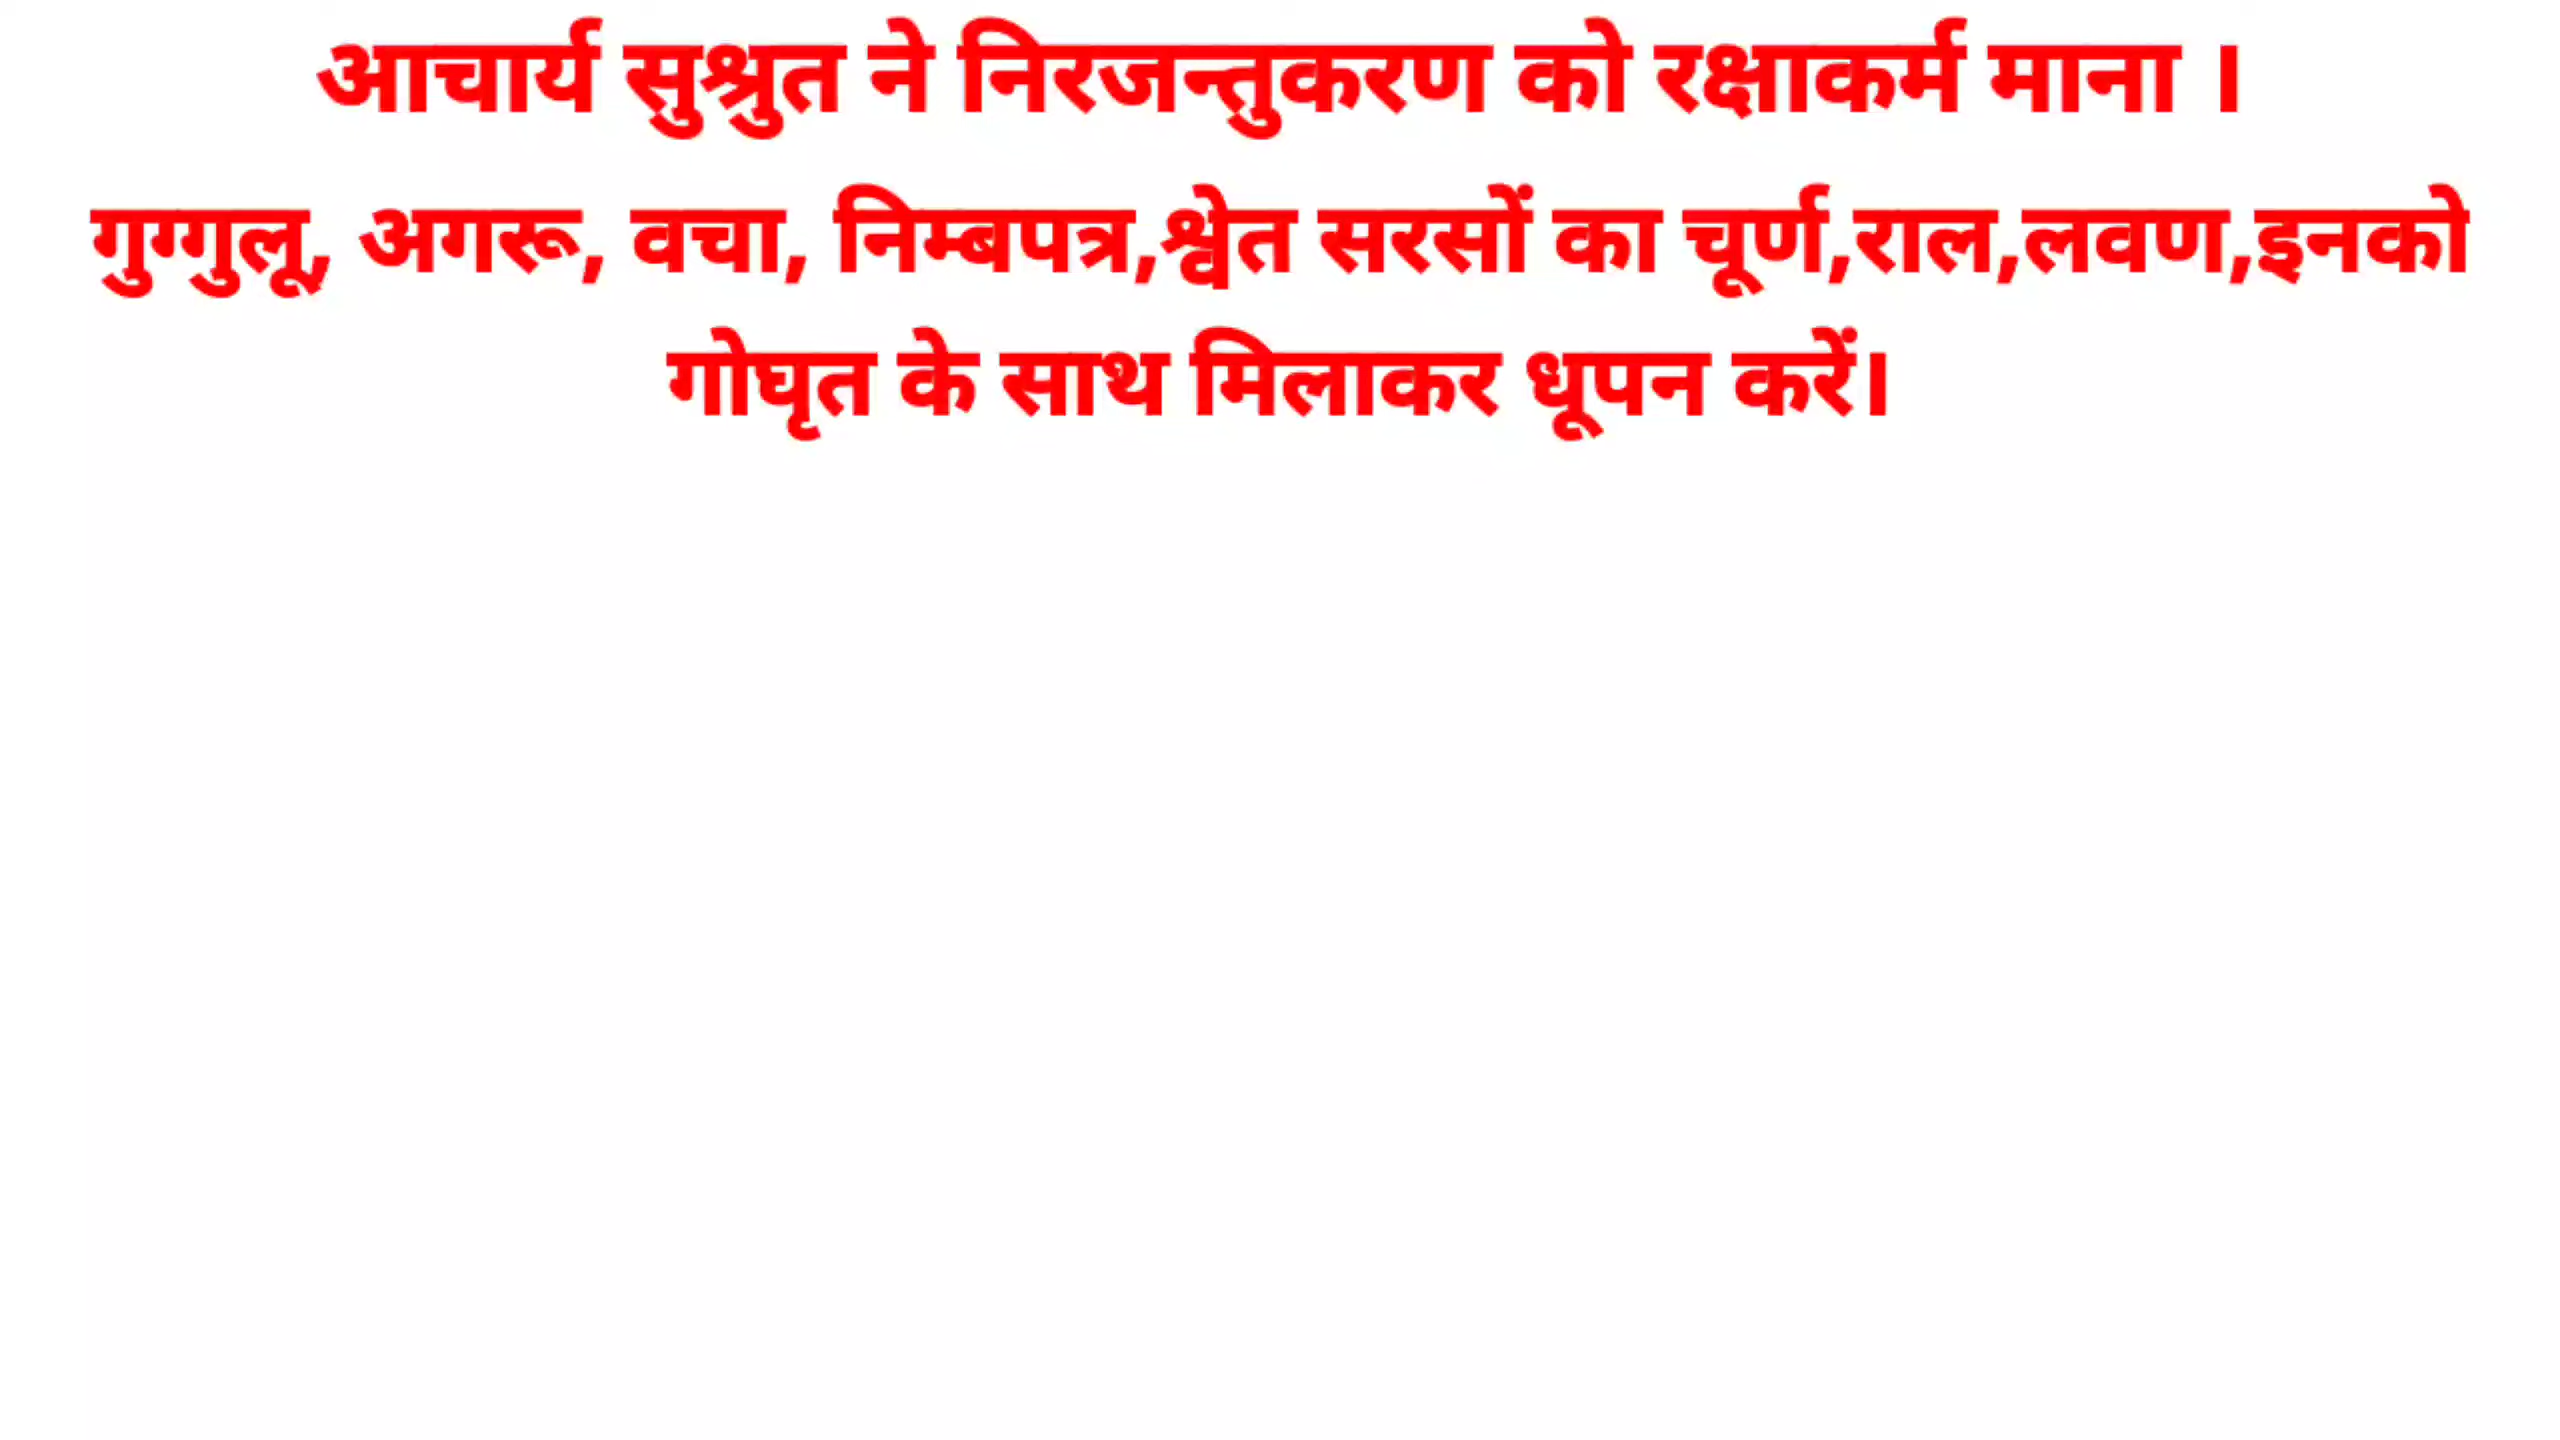 आचार्य सुश्रुत ने निरजन्तुकरण को रक्षाकर्म माना ।
गुग्गुलू, अगरू, वचा, निम्बपत्र,श्वेत सरसों का चूर्ण,राल,लवण,इनको
गोघृत के साथ मिलाकर धूपन करें।